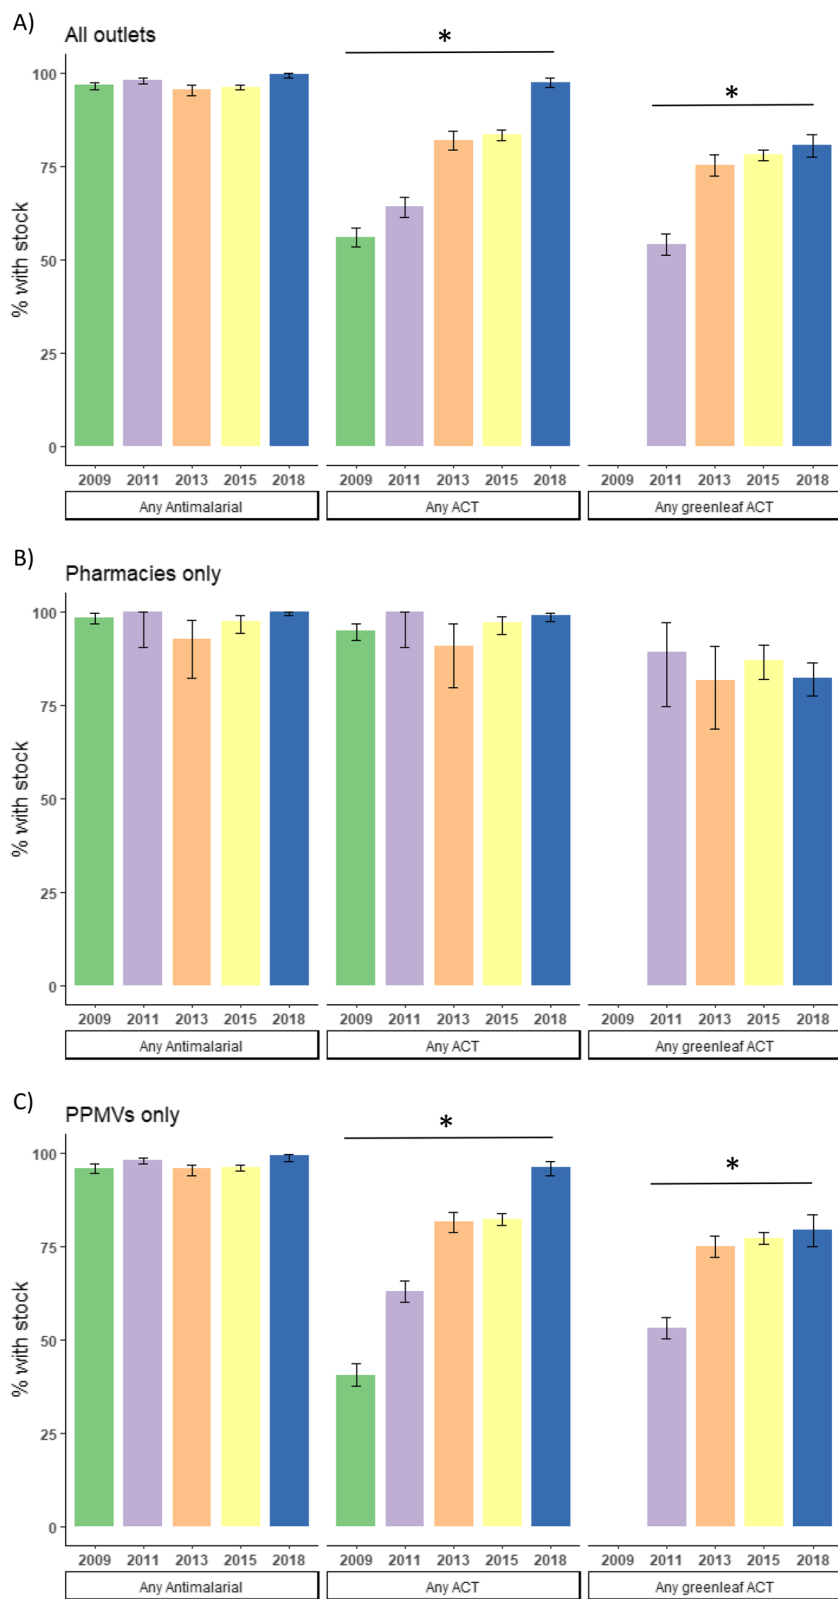 A)
All outlets
*
*
% with stock
100
75
50
25
0
2009 2011 2013 2015 2018 2009 2011 2013 2015 2018 2009 2011 2013 2015 2018
Any Antimalarial Any ACT Any greenleaf ACT
B)
Pharmacies only
% with stock
100
75
50
25
0
2009 2011 2013 2015 2018 2009 2011 2013 2015 2018 2009 2011 2013 2015 2018
Any Antimalarial Any ACT Any greenleaf ACT
C)
PPMVs only
*
*
% with stock
100
75
50
25
0
2009 2011 2013 2015 2018 2009 2011 2013 2015 2018 2009 2011 2013 2015 2018
Any Antimalarial Any ACT Any greenleaf ACT